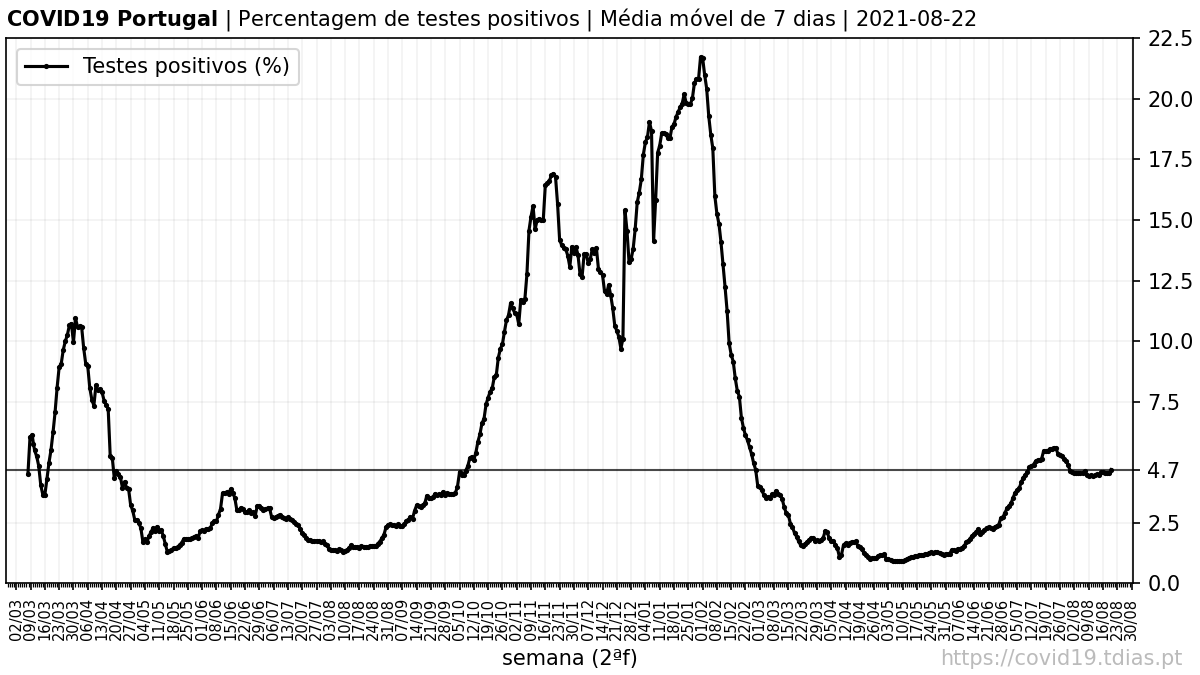 COVID19 Portugal | Percentagem de testes positivos | Média móvel de 7 dias | 2021-08-22
Testes positivos (%)
22.5
20.0
17.5
15.0
12.5
10.0
7.5
4.7
2.5
0.0
02/03 09/03 16/03 23/03 30/03 06/04 13/04 20/04 27/04 04/05 11/05 18/05 25/05 01/06 08/06 15/06 22/06 29/06 06/07 13/07 20/07 27/07 03/08 10/08 17/08 24/08 31/08 07/09 14/09 21/09 28/09 05/10 12/10 19/10 26/10 02/11 09/11 16/11 23/11 30/11 07/12 14/12 21/12 28/12 04/01 11/01 18/01 25/01 01/02 08/02 15/02 22/02 01/03 08/03 15/03 22/03 29/03 05/04 12/04 19/04 26/04 03/05 10/05 17/05 24/05 31/05 07/06 14/06 21/06 28/06 05/07 12/07 19/07 26/07 02/08 09/08 16/08 23/08 30/08
semana (2ªf)
https://covid19.tdias.pt